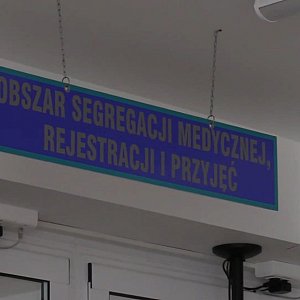 OBSZAR SEGREGACJI MEDYCZNEJ,
REJESTRACJI I PRZYJĘĆ